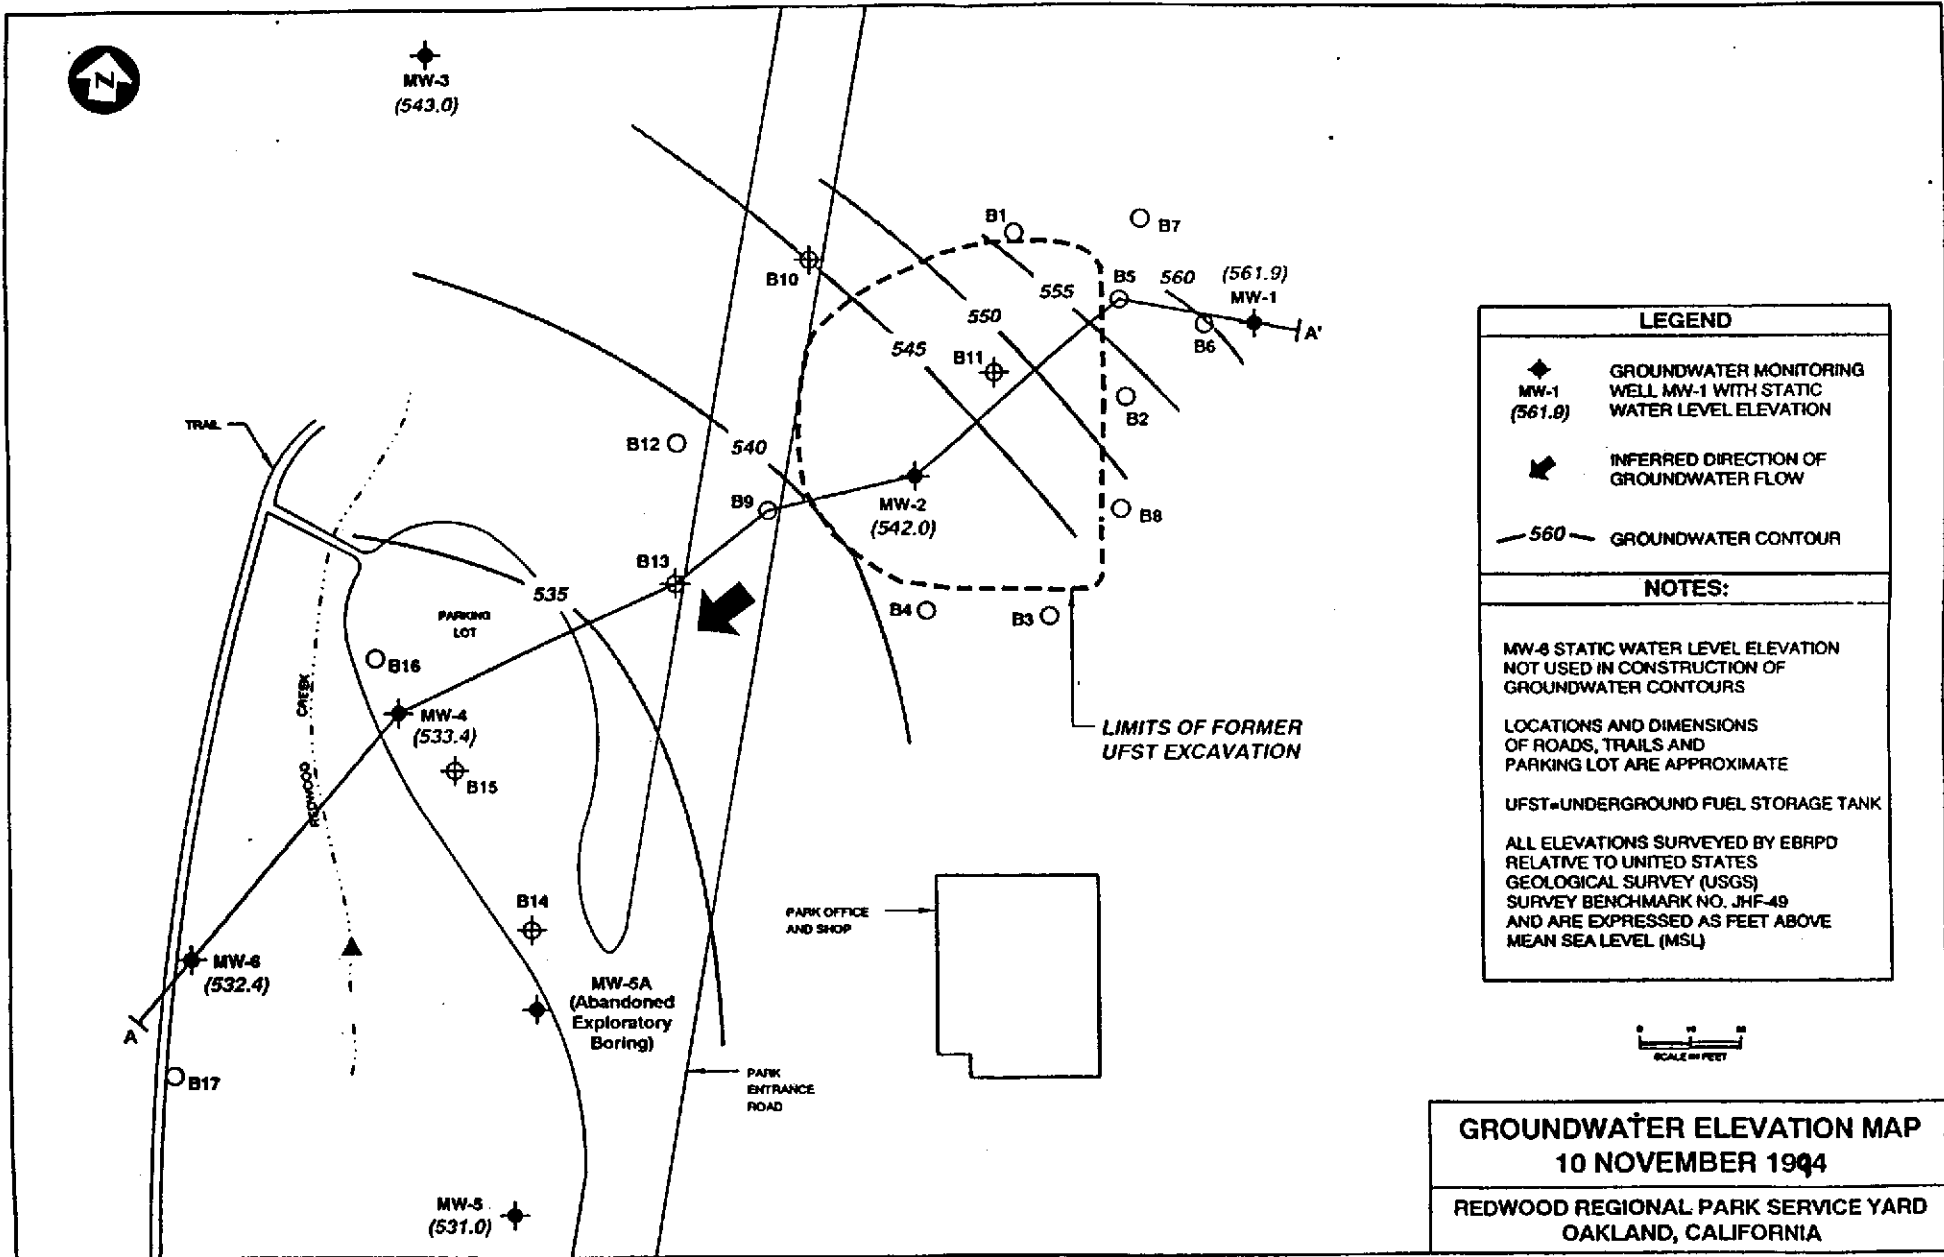 N
MW-3
(543.0)
B1
B7
B10
B5
560
(561.9)
MW-1
555
550
545
B6
A'
B11
B2
TRAIL
B12
540
B9
MW-2
(542.0)
B8
B13
535
PARKING
LOT
B4
B3
B16
CREEK
REDWOOD
MW-4
(533.4)
B15
LIMITS OF FORMER
UFST EXCAVATION
B14
PARK OFFICE
AND SHOP
MW-6
(532.4)
MW-5A
(Abandoned
Exploratory
Boring)
A
B17
PARK
ENTRANCE
ROAD
MW-5
(531.0)
LEGEND
MW-1
(561.9)
GROUNDWATER MONITORING
WELL MW-1 WITH STATIC
WATER LEVEL ELEVATION
INFERRED DIRECTION OF
GROUNDWATER FLOW
560
GROUNDWATER CONTOUR
NOTES:
MW-6 STATIC WATER LEVEL ELEVATION
NOT USED IN CONSTRUCTION OF
GROUNDWATER CONTOURS
LOCATIONS AND DIMENSIONS
OF ROADS, TRAILS AND
PARKING LOT ARE APPROXIMATE
UFST=UNDERGROUND FUEL STORAGE TANK
ALL ELEVATIONS SURVEYED BY EBRPD
RELATIVE TO UNITED STATES
GEOLOGICAL SURVEY (USGS)
SURVEY BENCHMARK NO. JHF-49
AND ARE EXPRESSED AS FEET ABOVE
MEAN SEA LEVEL (MSL)
SCALE IN FEET
GROUNDWATER ELEVATION MAP
10 NOVEMBER 1994
REDWOOD REGIONAL PARK SERVICE YARD
OAKLAND, CALIFORNIA